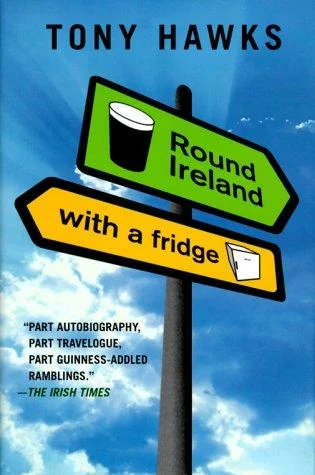 TONY HAWKS
Round
Ireland
with a fridge
“PART AUTOBIOGRAPHY,
PART TRAVELOGUE,
PART GUINNESS-ADDLED
RAMBLINGS.”
—THE IRISH TIMES